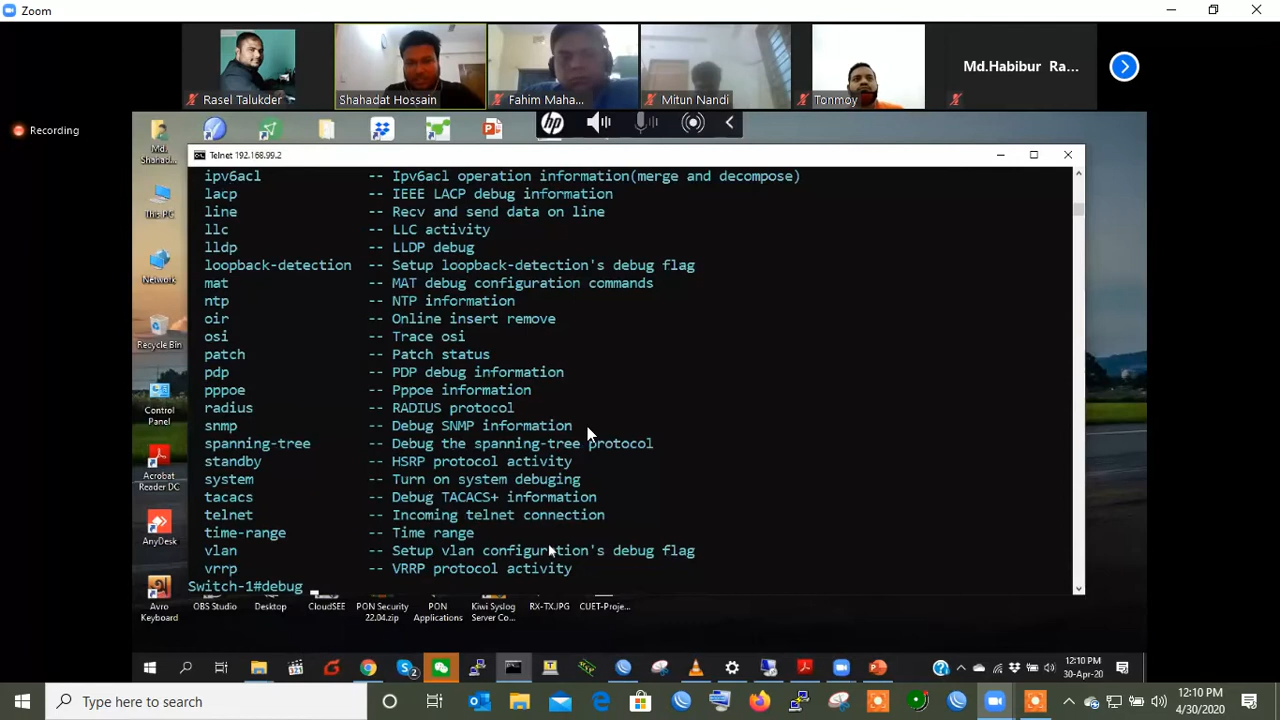 Zoom
Recording
Rasel Talukder
Shahadat Hossain
Fahim Maha...
Mitun Nandi
Tonmoy
Md.Habibur Ra...
hp
Md. Shahad...
This PC
Network
Recycle Bin
Control Panel
Acrobat Reader DC
AnyDesk
Avro Keyboard
Telnet 192.168.99.2
ipv6acl -- Ipv6acl operation information(merge and decompose)
lacp -- IEEE LACP debug information
line -- Recv and send data on line
llc -- LLC activity
lldp -- LLDP debug
loopback-detection -- Setup loopback-detection's debug flag
mat -- MAT debug configuration commands
ntp -- NTP information
oir -- Online insert remove
osi -- Trace osi
patch -- Patch status
pdp -- PDP debug information
pppoe -- Pppoe information
radius -- RADIUS protocol
snmp -- Debug SNMP information
spanning-tree -- Debug the spanning-tree protocol
standby -- HSRP protocol activity
system -- Turn on system debuging
tacacs -- Debug TACACS+ information
telnet -- Incoming telnet connection
time-range -- Time range
vlan -- Setup vlan configuration's debug flag
vrrp -- VRRP protocol activity
Switch-1#debug
OBS Studio
Desktop
CloudSEE
PON Security 22.04.zip
PON Applications
Kiwi Syslog Server Co...
RX-TX.JPG
CUET-Proje...
12:10 PM
30-Apr-20
Type here to search
12:10 PM
4/30/2020